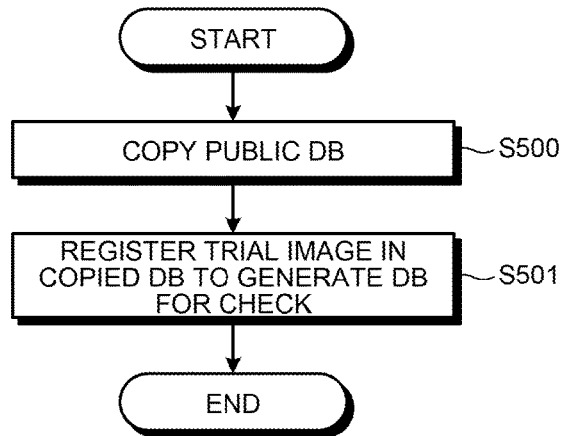 START
COPY PUBLIC DB
S500
REGISTER TRIAL IMAGE IN
COPIED DB TO GENERATE DB
FOR CHECK
S501
END